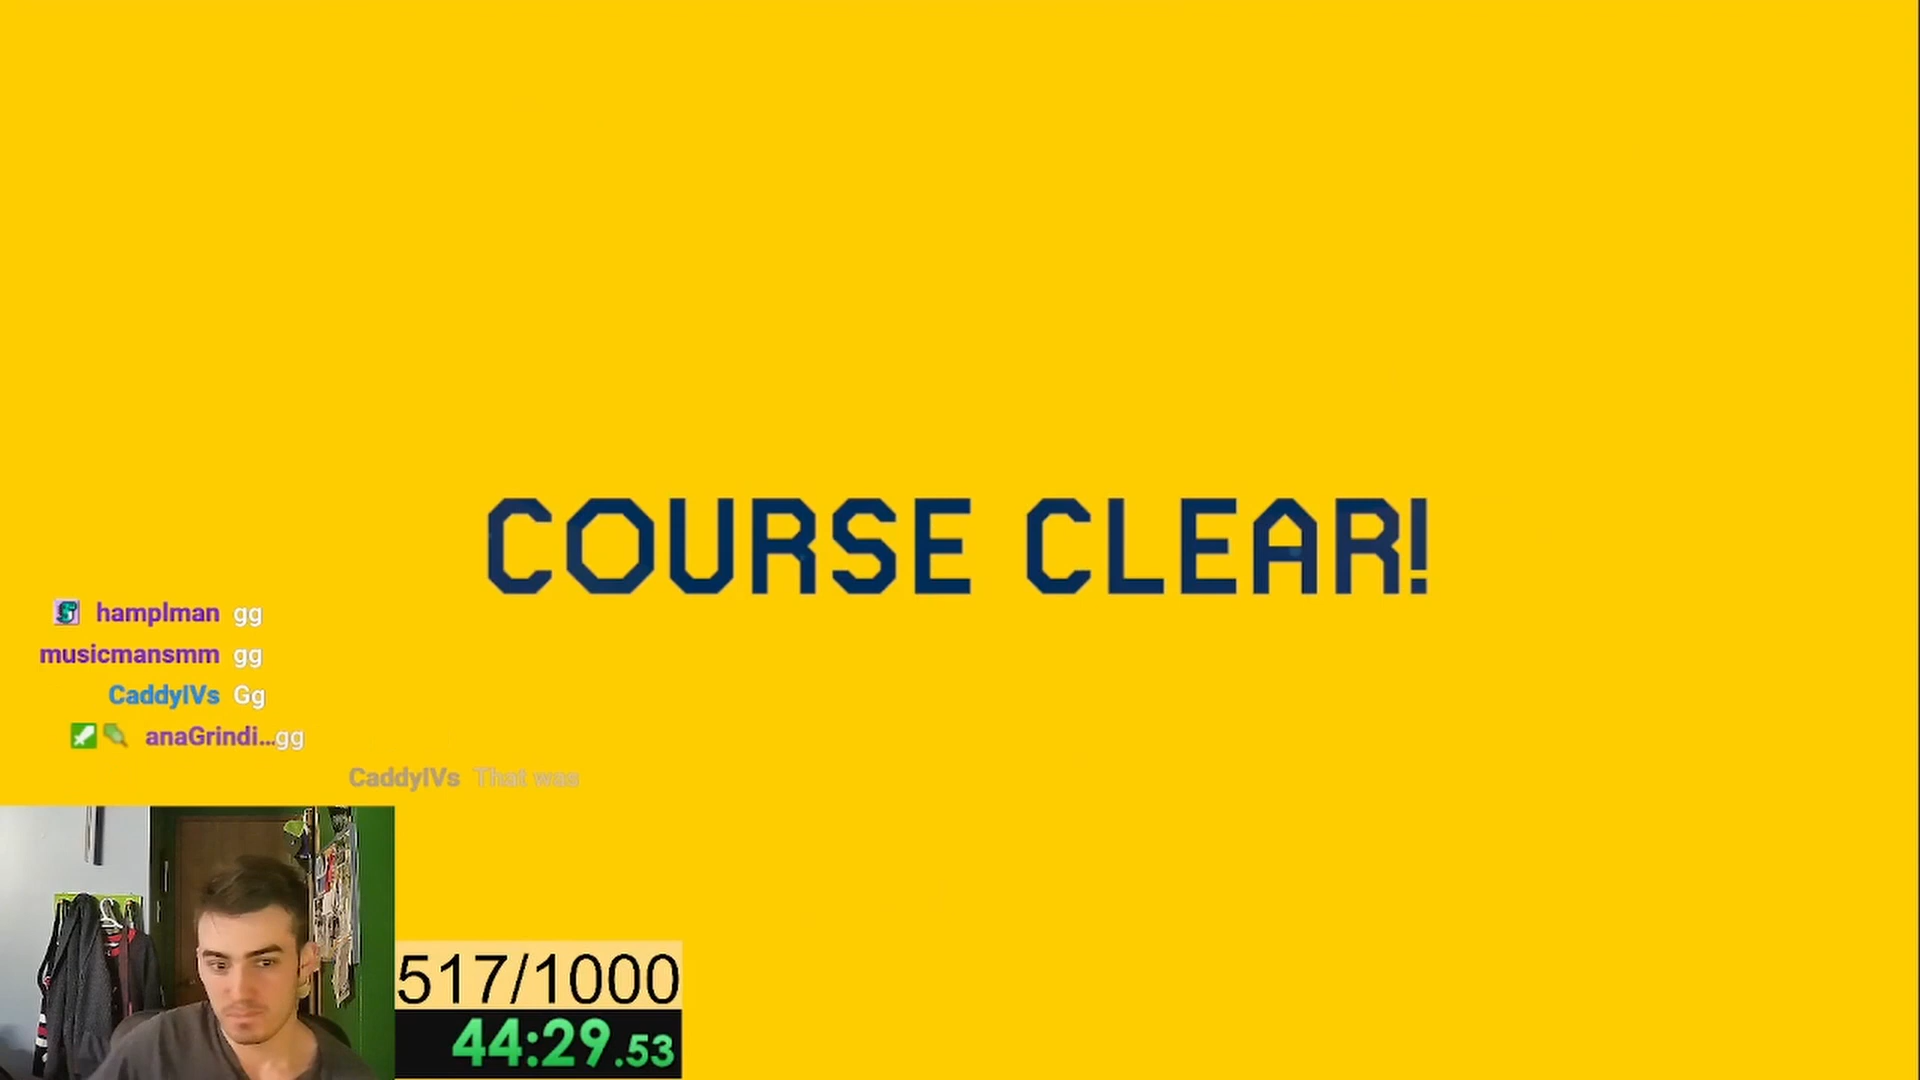 COURSE CLEAR!
hamplman gg
musicmansmm gg
CaddyIVs Gg
anaGrindi...gg
CaddyIVs That was
517/1000
44:29.53